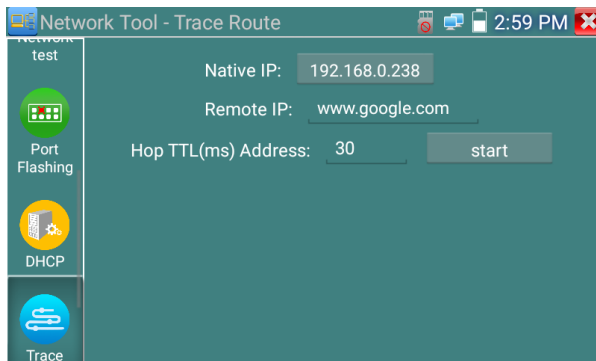 Network Tool - Trace Route
2:59 PM
Network
test
Port
Flashing
DHCP
Trace
Native IP: 192.168.0.238
Remote IP: www.google.com
Hop TTL(ms) Address: 30 start